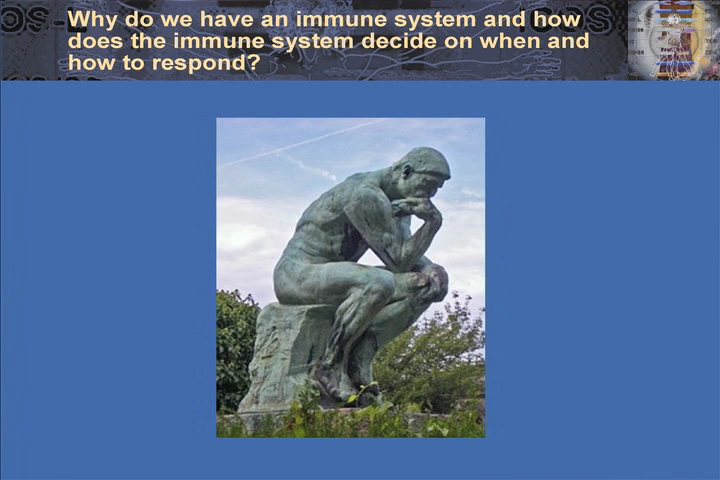 Why do we have an immune system and how
does the immune system decide on when and
how to respond?